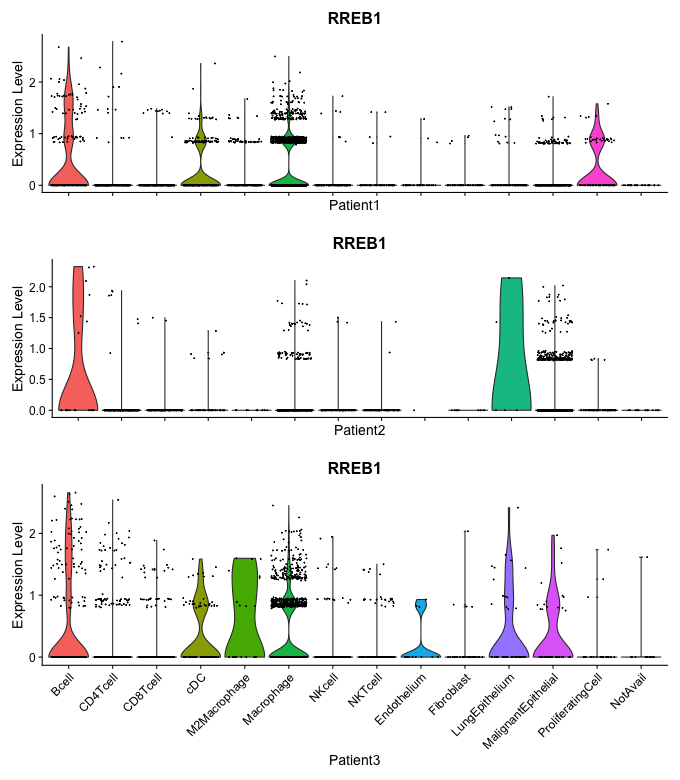 RREB1
Expression Level
2
1
0
Patient1
RREB1
Expression Level
2.0
1.5
1.0
0.5
0.0
Patient2
RREB1
Expression Level
2
1
0
Bcell
CD4Tcell
CD8Tcell
cDC
M2Macrophage
Macrophage
NKcell
NKTcell
Endothelium
Fibroblast
LungEpithelium
MalignantEpithelial
ProliferatingCell
NotAvail
Patient3